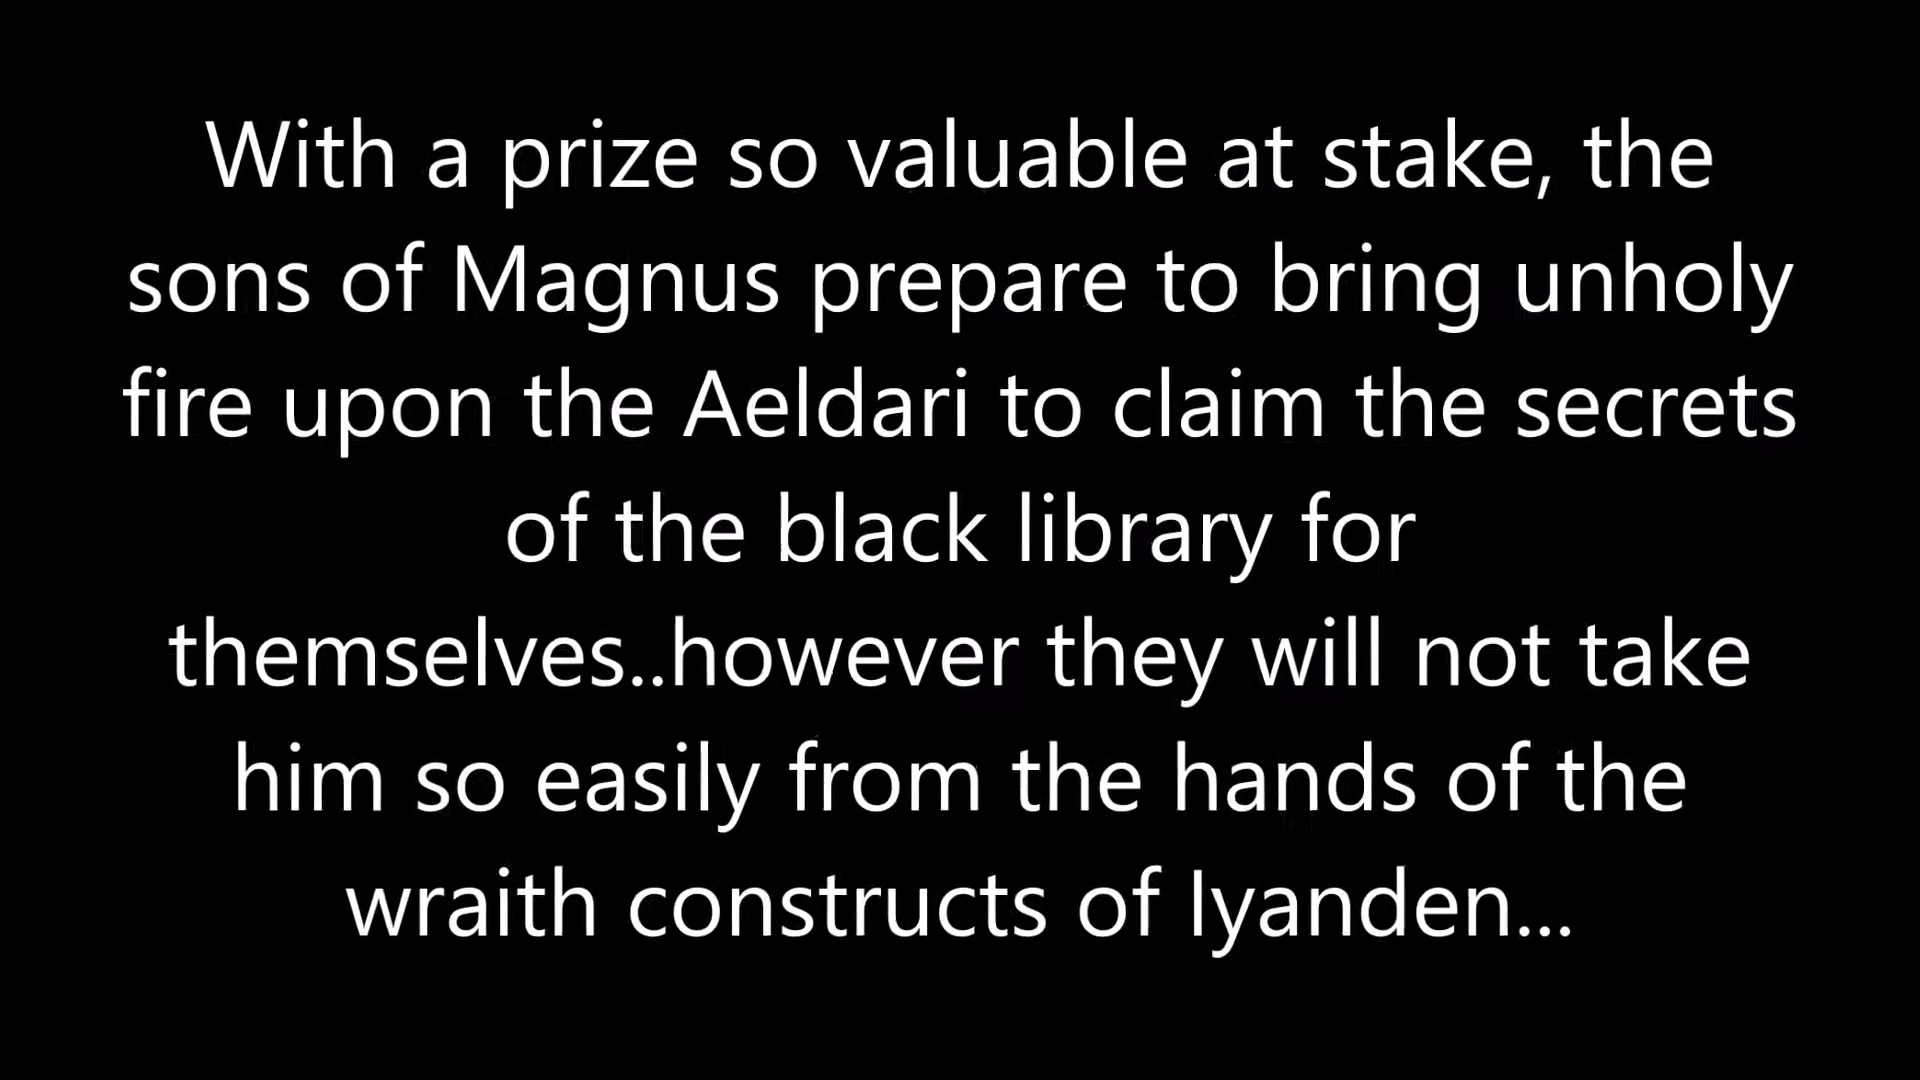 With a prize so valuable at stake, the
sons of Magnus prepare to bring unholy
fire upon the Aeldari to claim the secrets
of the black library for
themselves..however they will not take
him so easily from the hands of the
wraith constructs of Iyanden...